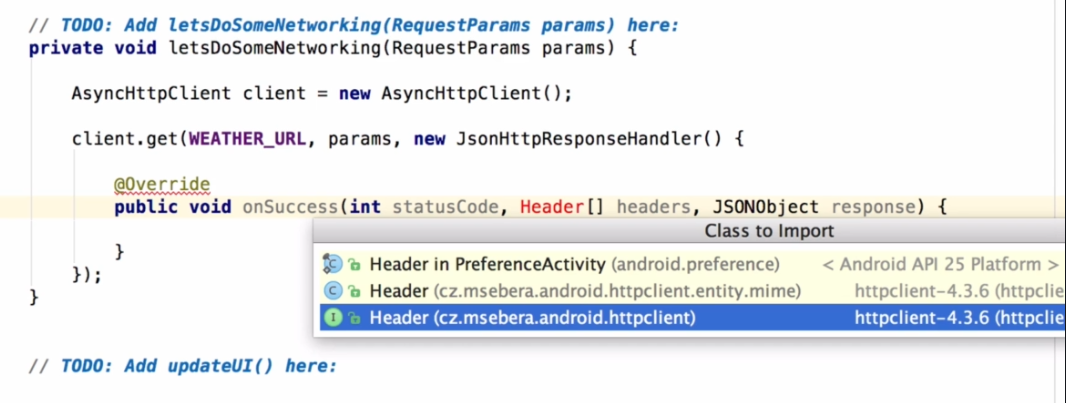 // TODO: Add letsDoSomeNetworking(RequestParams params) here:
private void letsDoSomeNetworking(RequestParams params) {
AsyncHttpClient client = new AsyncHttpClient();
client.get(WEATHER_URL, params, new JsonHttpResponseHandler() {
@Override
public void onSuccess(int statusCode, Header[] headers, JSONObject response) {
Class to Import
Header in PreferenceActivity (android.preference) < Android API 25 Platform >
Header (cz.msebera.android.httpclient.entity.mime) httpclient-4.3.6 (httpclie
Header (cz.msebera.android.httpclient) httpclient-4.3.6 (httpclie
}
});
}
// TODO: Add updateUI() here: